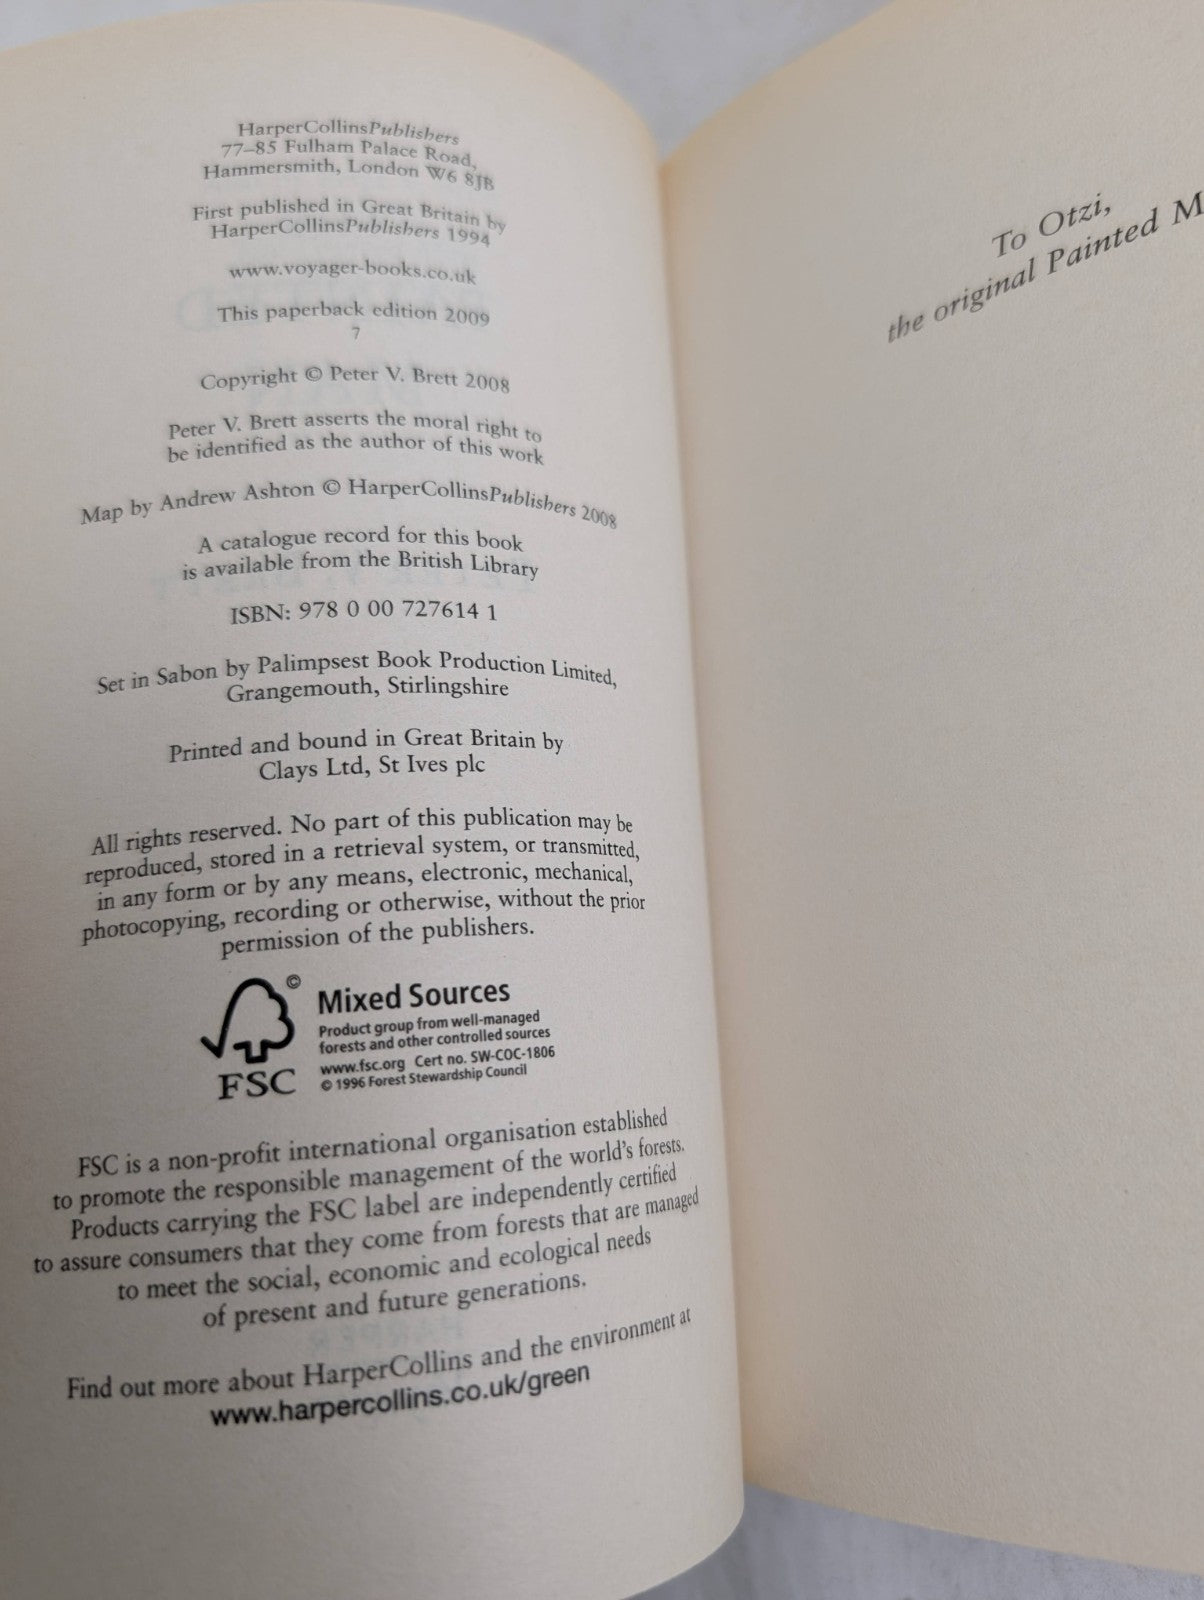 HarperCollinsPublishers
77–85 Fulham Palace Road,
Hammersmith, London W6 8JB
First published in Great Britain by
HarperCollinsPublishers 1994
www.voyager-books.co.uk
This paperback edition 2009
7
Copyright © Peter V. Brett 2008
Peter V. Brett asserts the moral right to
be identified as the author of this work
Map by Andrew Ashton © HarperCollinsPublishers 2008
A catalogue record for this book
is available from the British Library
ISBN: 978 0 00 727614 1
Set in Sabon by Palimpsest Book Production Limited,
Grangemouth, Stirlingshire
Printed and bound in Great Britain by
Clays Ltd, St Ives plc
All rights reserved. No part of this publication may be
reproduced, stored in a retrieval system, or transmitted,
in any form or by any means, electronic, mechanical,
photocopying, recording or otherwise, without the prior
permission of the publishers.
©
FSC
Mixed Sources
Product group from well-managed
forests and other controlled sources
www.fsc.org Cert no. SW-COC-1806
© 1996 Forest Stewardship Council
FSC is a non-profit international organisation established
to promote the responsible management of the world's forests.
Products carrying the FSC label are independently certified
to assure consumers that they come from forests that are managed
to meet the social, economic and ecological needs
of present and future generations.
Find out more about HarperCollins and the environment at
www.harpercollins.co.uk/green
To Otzi,
the original Painted M